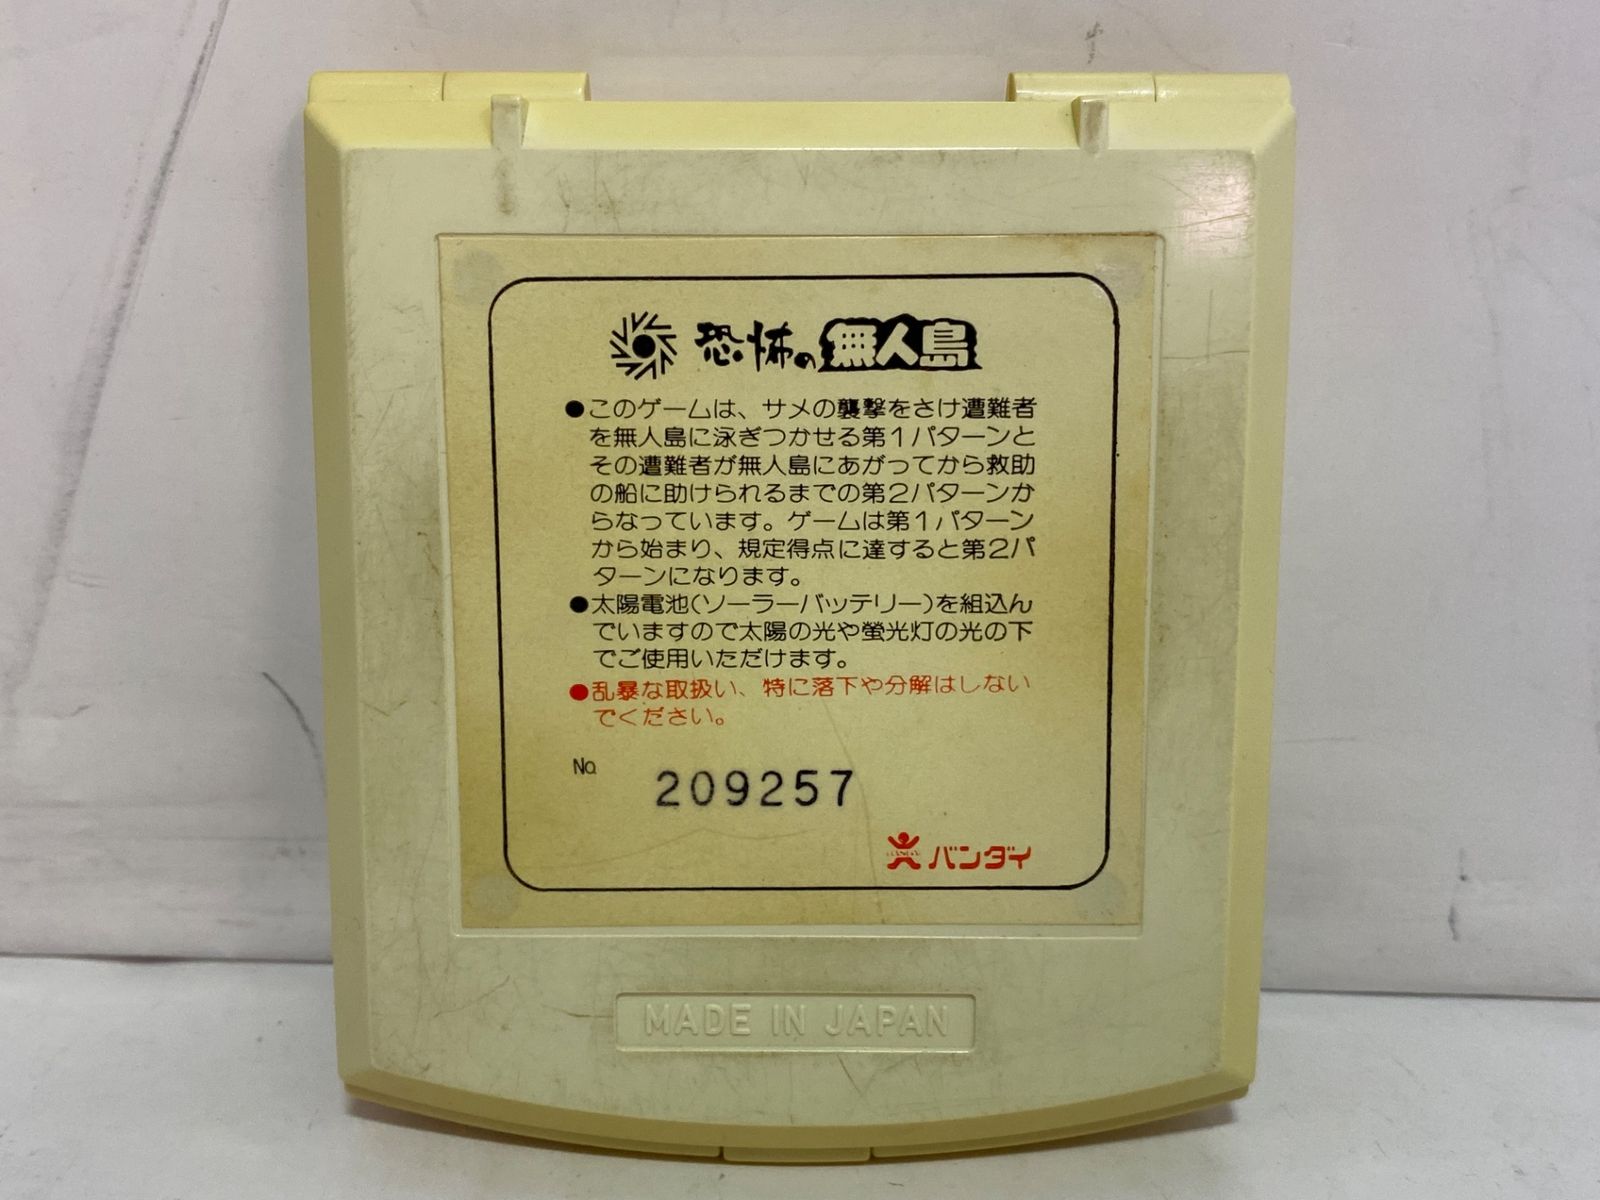 恐怖の無人島
●このゲームは、サメの襲撃をさけ遭難者
を無人島に泳ぎつかせる第1パターンと
その遭難者が無人島にあがってから救助
の船に助けられるまでの第2パターンか
らなっています。ゲームは第1パターン
から始まり、規定得点に達すると第2パ
ターンになります。
●太陽電池(ソーラーバッテリー)を組込ん
でいますので太陽の光や螢光灯の光の下
でご使用いただけます。
●乱暴な取扱い、特に落下や分解はしない
でください。
No. 209257
バンダイ
MADE IN JAPAN